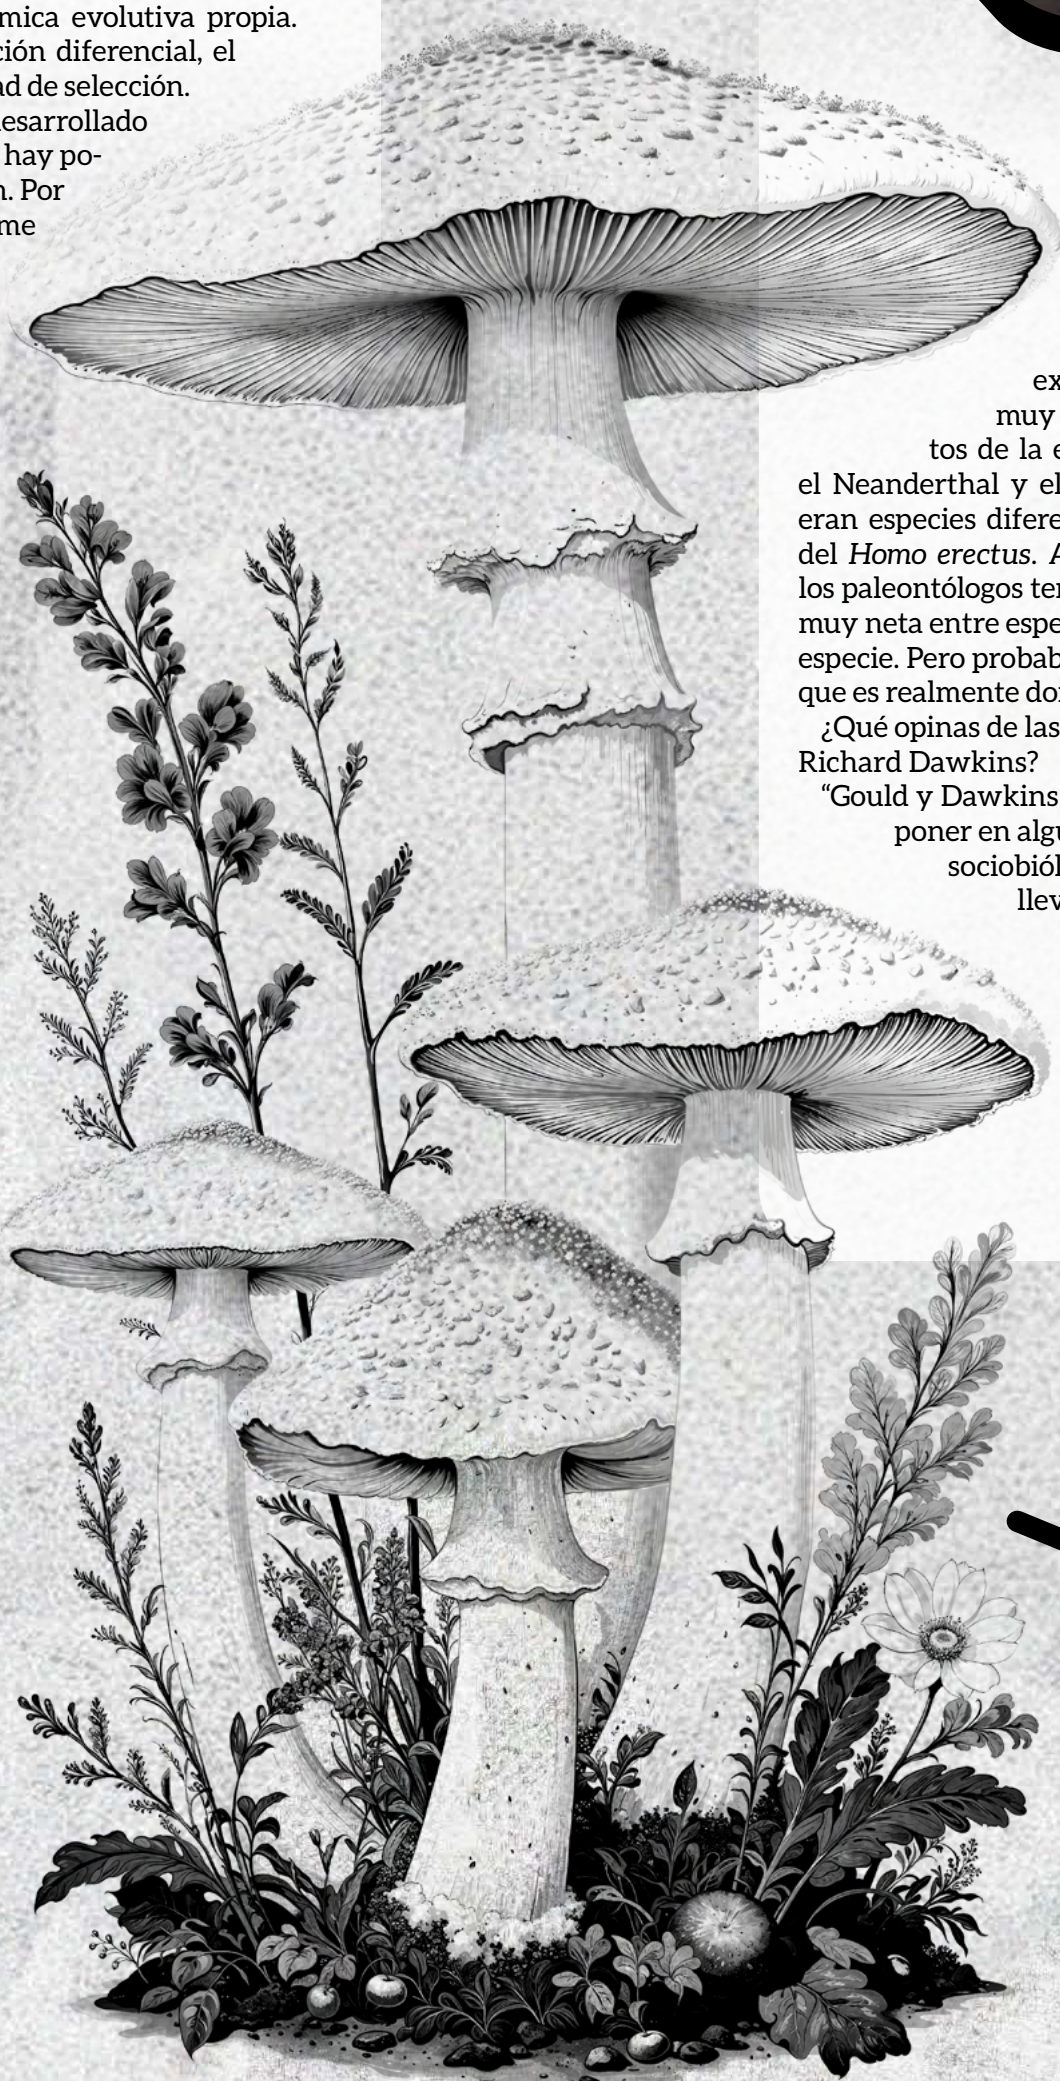 mica evolutiva propia.
ción diferencial, el
ad de selección.
desarrollado
hay po-
n. Por
me
ex
muy
tos de la e
el Neanderthal y el
eran especies difere
del Homo erectus. A
los paleontólogos ter
muy neta entre espe
especie. Pero probab
que es realmente do
¿Qué opinas de las
Richard Dawkins?
“Gould y Dawkins
poner en algu
sociobiól
llev